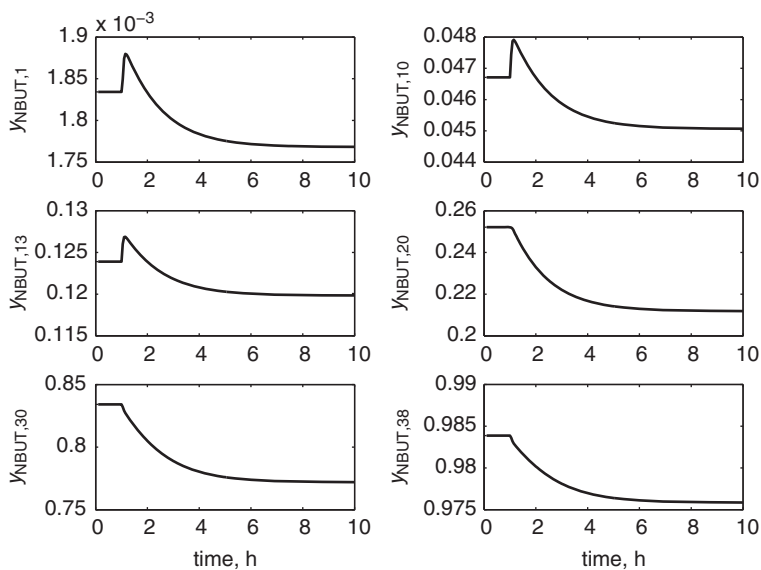 x 10⁻³
1.9
1.85
1.8
1.75
y_NBUT,1
0 2 4 6 8 10
0.048
0.047
0.046
0.045
0.044
y_NBUT,10
0 2 4 6 8 10
0.13
0.125
0.12
0.115
y_NBUT,13
0 2 4 6 8 10
0.26
0.24
0.22
0.2
y_NBUT,20
0 2 4 6 8 10
0.85
0.8
0.75
y_NBUT,30
0 2 4 6 8 10
time, h
0.99
0.985
0.98
0.975
y_NBUT,38
0 2 4 6 8 10
time, h